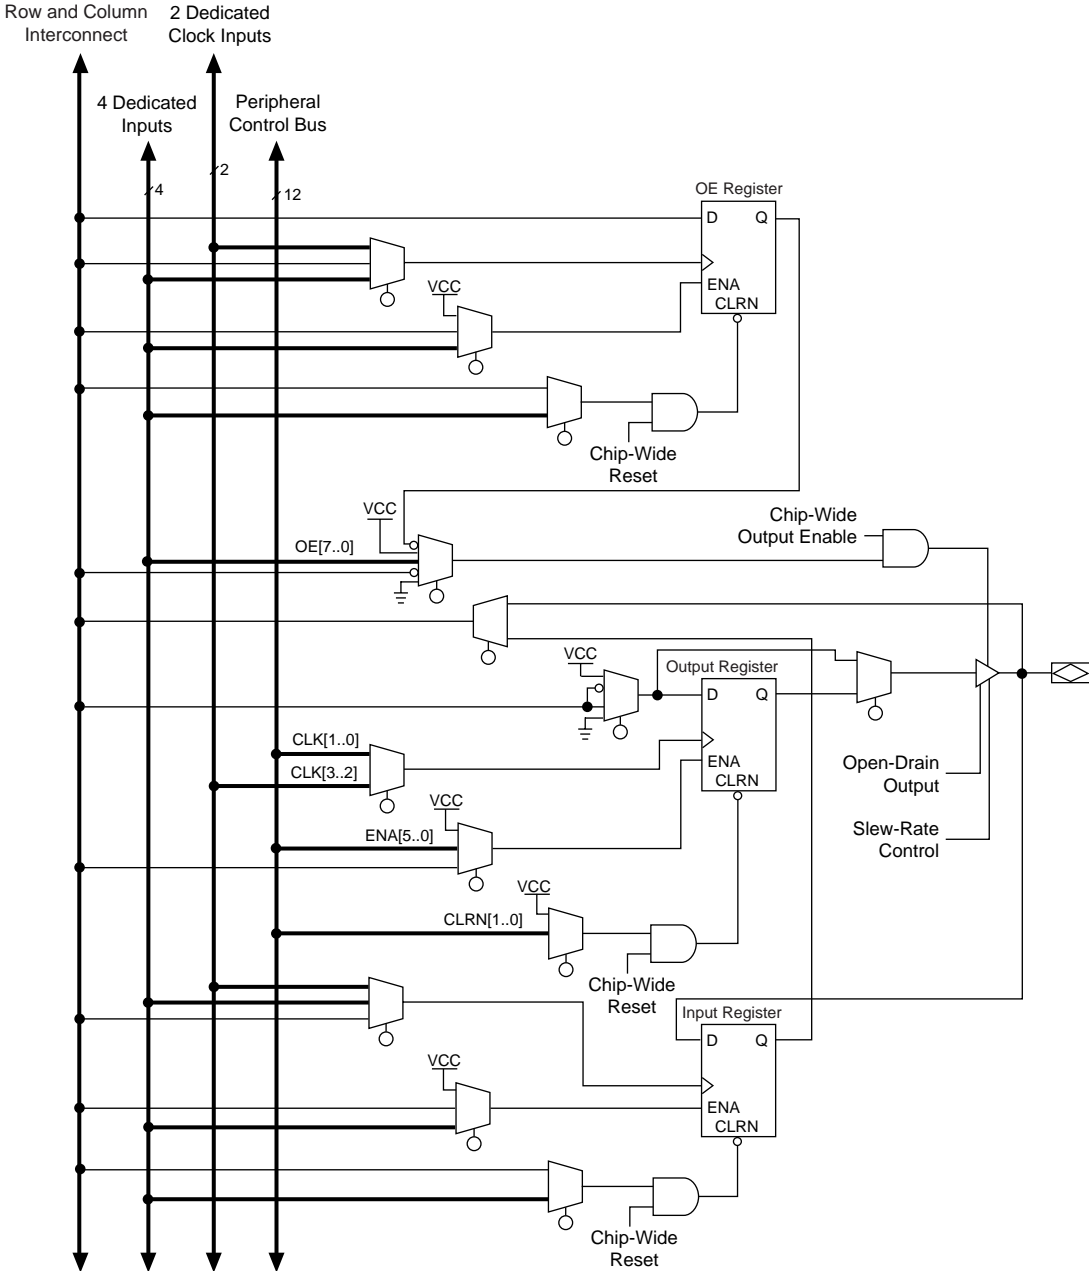 Row and Column
Interconnect
2 Dedicated
Clock Inputs
4 Dedicated
Inputs
Peripheral
Control Bus
2
4
12
OE Register
D Q
ENA
CLRN
VCC
Chip-Wide
Reset
VCC
OE[7..0]
Chip-Wide
Output Enable
VCC
Output Register
D Q
ENA
CLRN
CLK[1..0]
CLK[3..2]
Open-Drain
Output
VCC
ENA[5..0]
Slew-Rate
Control
VCC
CLRN[1..0]
Chip-Wide
Reset
Input Register
D Q
ENA
CLRN
VCC
Chip-Wide
Reset